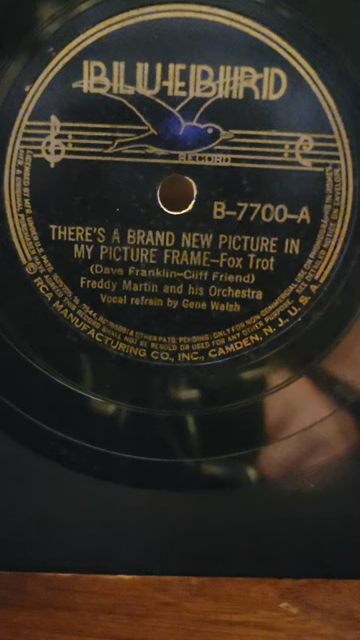 BLUEBIRD
RECORD
B-7700-A
THERE'S A BRAND NEW PICTURE IN
MY PICTURE FRAME-Fox Trot
(Dave Franklin-Cliff Friend)
Freddy Martin and his Orchestra
Vocal refrain by Gene Walsh
RCA MANUFACTURING CO., INC., CAMDEN, N. J., U. S. A.